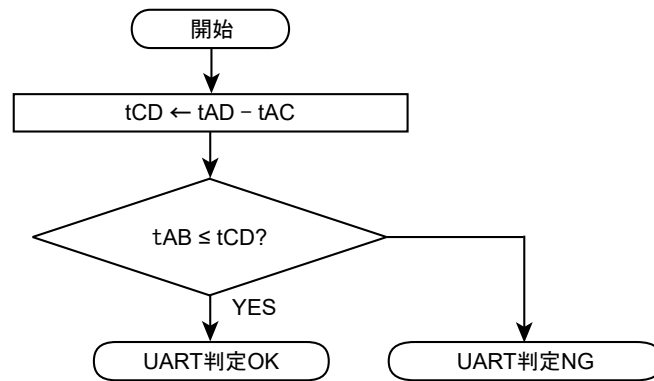 開始
tCD ← tAD − tAC
tAB ≤ tCD?
YES
UART判定OK
UART判定NG